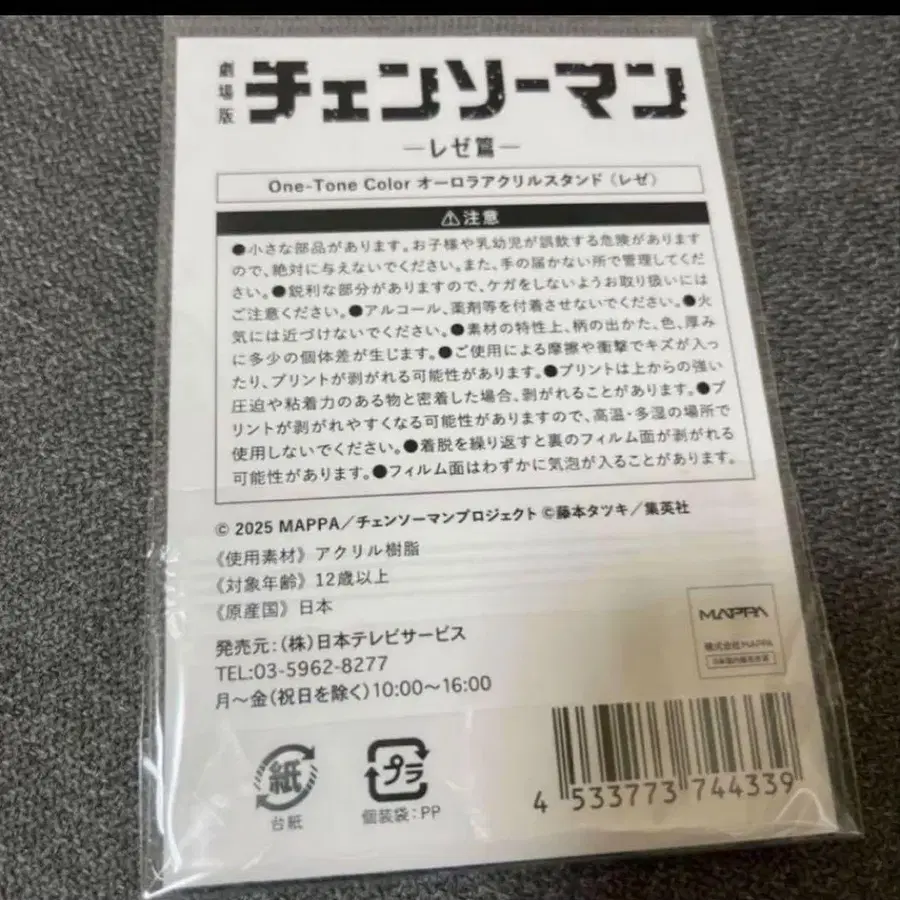 劇場版
チェンソーマン
—レゼ篇—
One-Tone Color オーロラアクリルスタンド（レゼ）
⚠注意
●小さな部品があります。お子様や乳幼児が誤飲する危険があります
ので、絶対に与えないでください。また、手の届かない所で管理してくだ
さい。●鋭利な部分がありますので、ケガをしないようお取り扱いには
ご注意ください。●アルコール、薬剤等を付着させないでください。●火
気には近づけないでください。●素材の特性上、柄の出かた、色、厚み
に多少の個体差が生じます。●ご使用による摩擦や衝撃でキズが入っ
たり、プリントが剥がれる可能性があります。●プリントは上からの強い
圧迫や粘着力のある物と密着した場合、剥がれることがあります。●プ
リントが剥がれやすくなる可能性がありますので、高温・多湿の場所で
使用しないでください。●着脱を繰り返すと裏のフィルム面が剥がれる
可能性があります。●フィルム面はわずかに気泡が入ることがあります。
© 2025 MAPPA／チェンソーマンプロジェクト ©藤本タツキ／集英社
《使用素材》アクリル樹脂
《対象年齢》12歳以上
《原産国》日本
発売元：（株）日本テレビサービス
TEL:03-5962-8277
月～金（祝日を除く）10:00～16:00
MAPPA
株式会社MAPPA
日本国内販売専用
紙
台紙
プラ
個装袋：PP
4 533773 744339